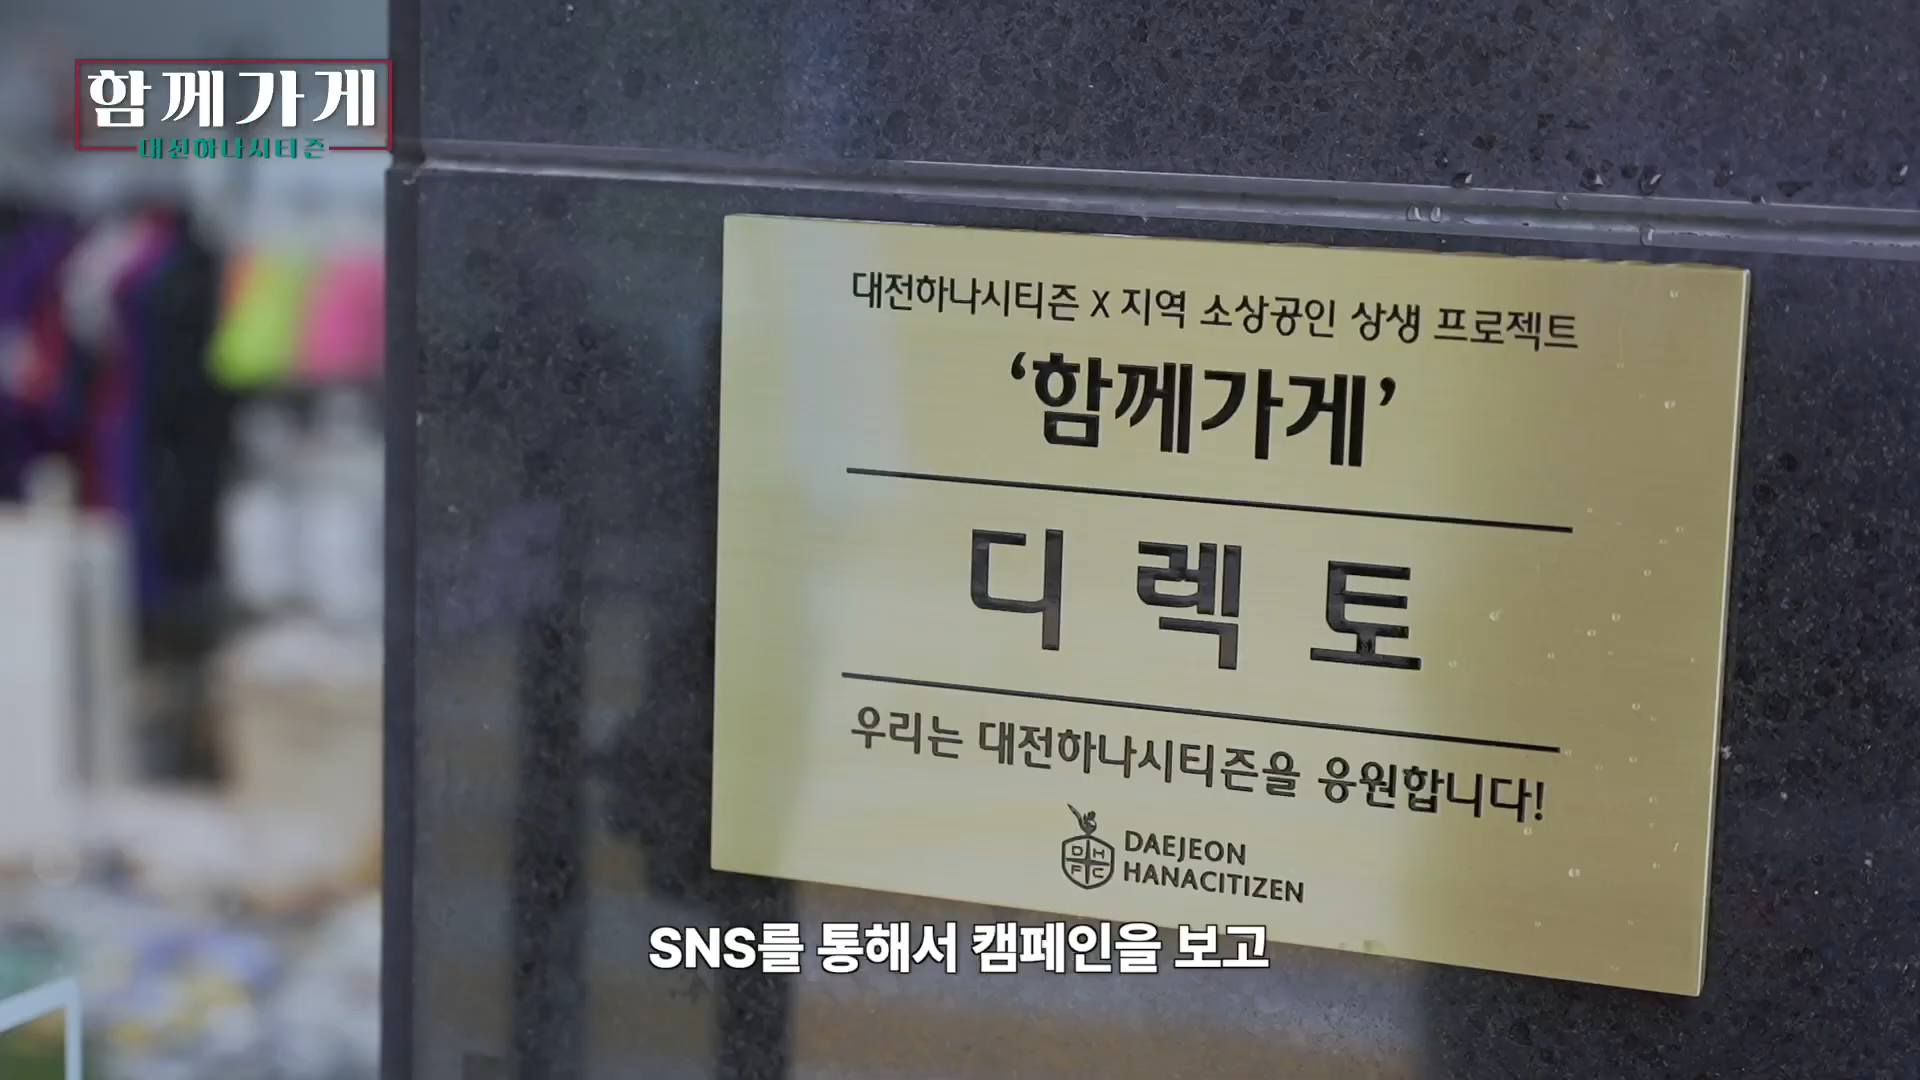 함께가게
대전하나시티즌
대전하나시티즌 X 지역 소상공인 상생 프로젝트
‘함께가게’
디렉토
우리는 대전하나시티즌을 응원합니다!
DH
FC
DAEJEON
HANACITIZEN
SNS를 통해서 캠페인을 보고